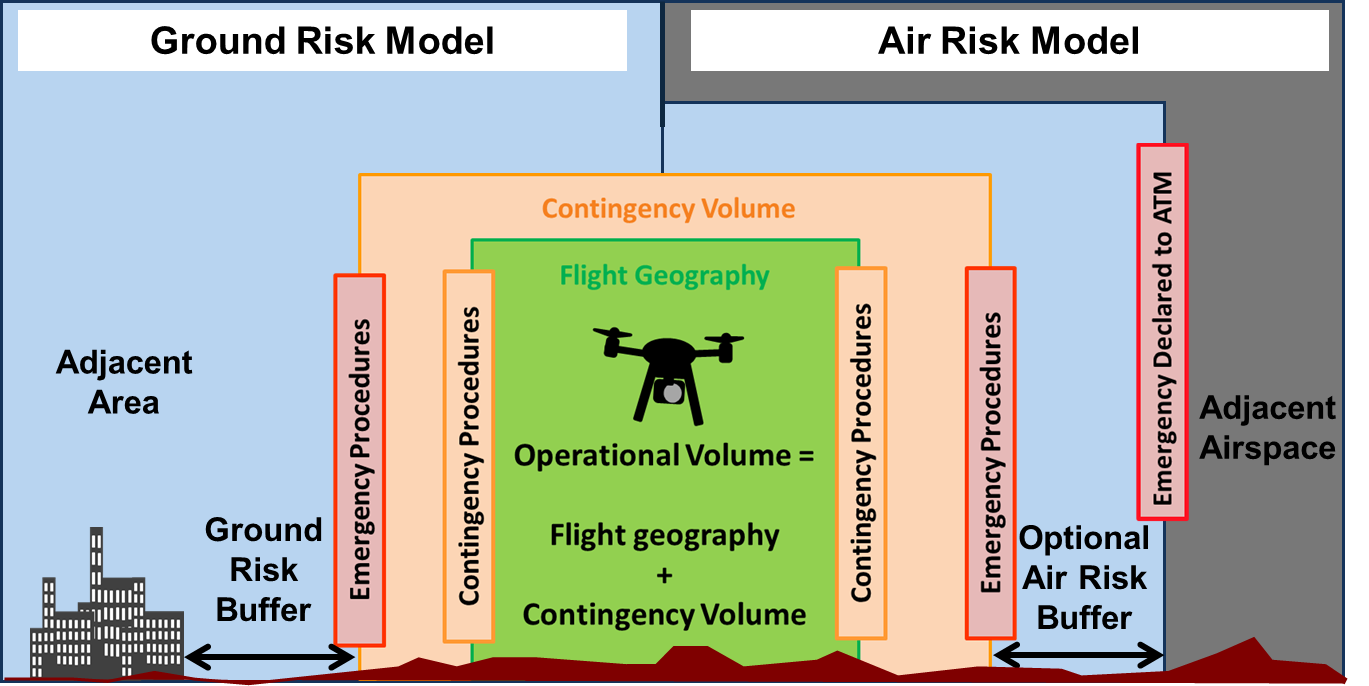 Ground Risk Model
Air Risk Model
Contingency Volume
Flight Geography
Adjacent
Area
Ground
Risk
Buffer
Emergency Procedures
Contingency Procedures
Operational Volume =
Flight geography
+
Contingency Volume
Contingency Procedures
Emergency Procedures
Optional
Air Risk
Buffer
Emergency Declared to ATM
Adjacent
Airspace